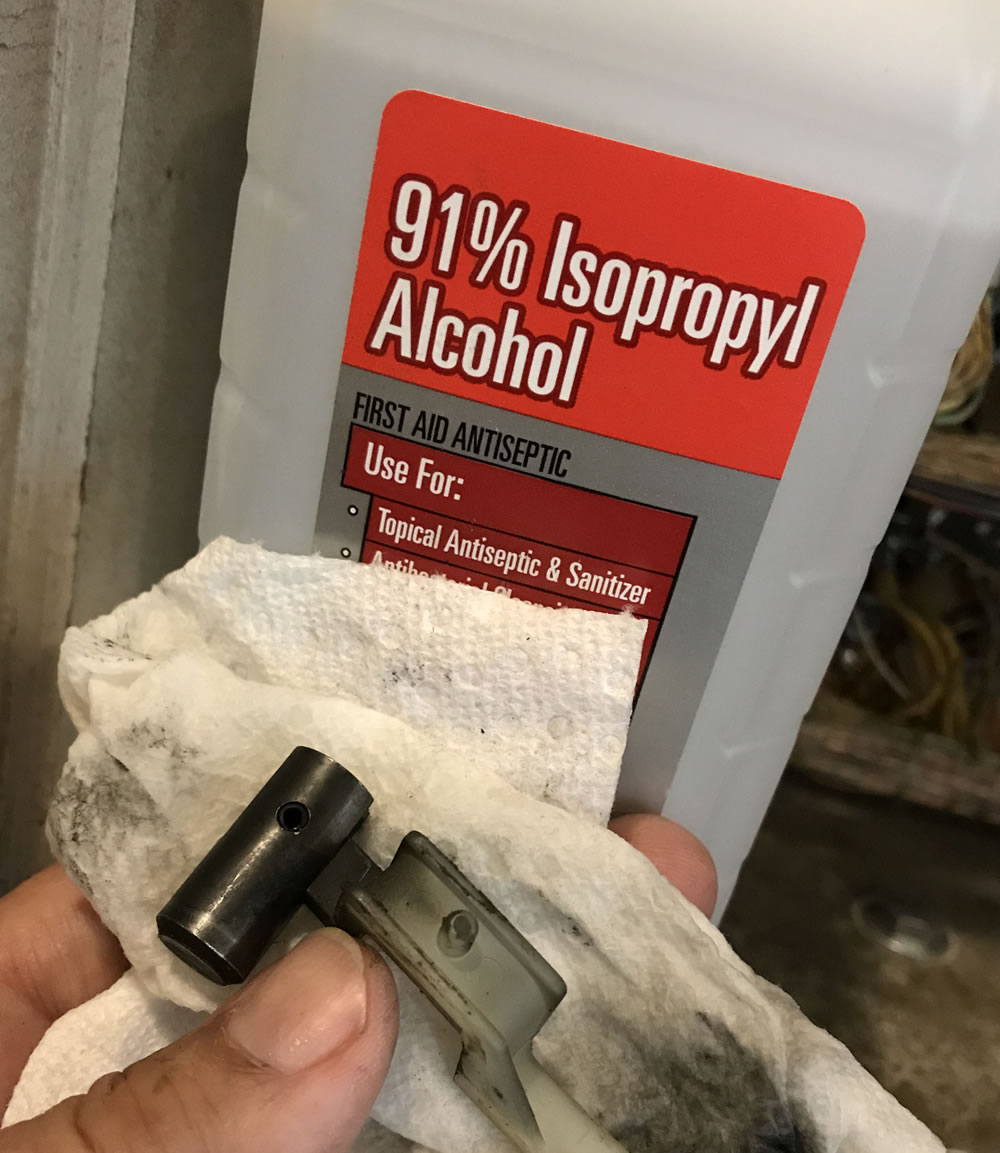 91% Isopropyl
Alcohol
FIRST AID ANTISEPTIC
Use For:
Topical Antiseptic & Sanitizer